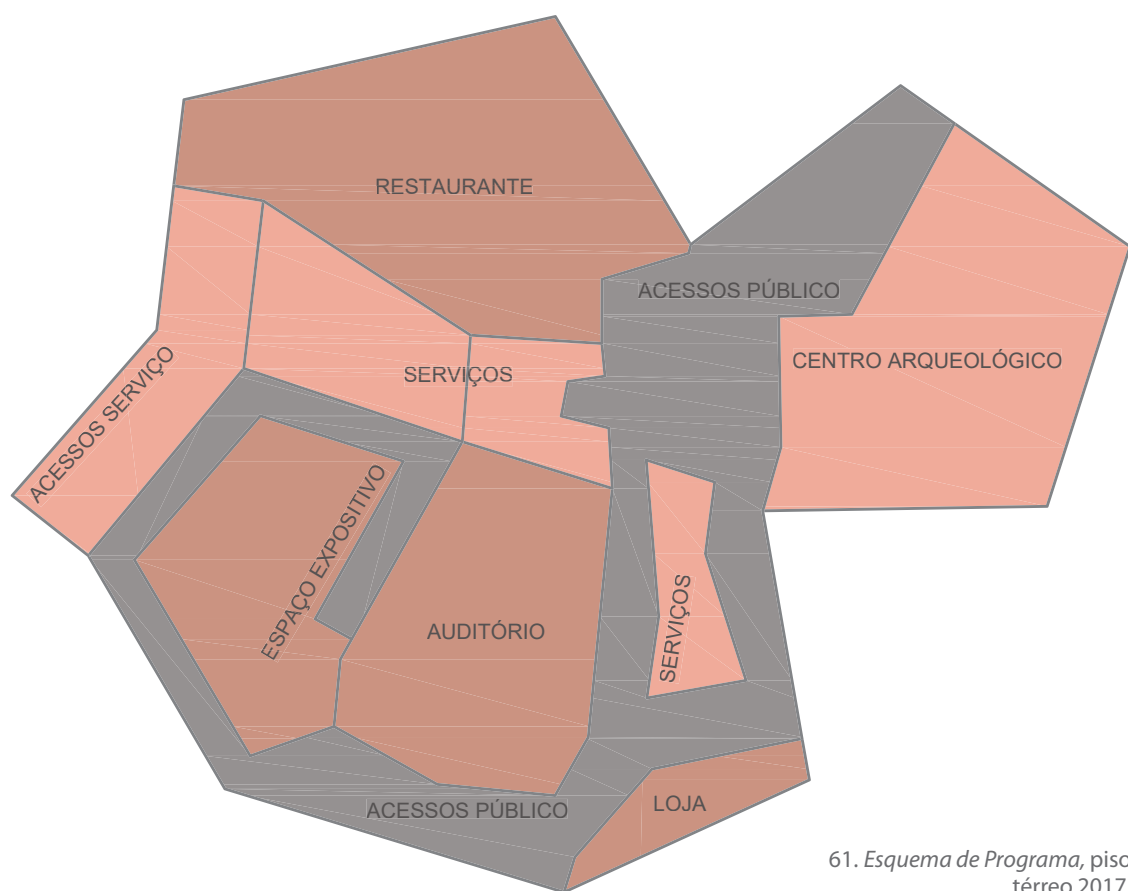 RESTAURANTE
ACESSOS PÚBLICO
CENTRO ARQUEOLÓGICO
SERVIÇOS
ACESSOS SERVIÇO
ESPAÇO EXPOSITIVO
AUDITÓRIO
SERVIÇOS
ACESSOS PÚBLICO
LOJA
61. Esquema de Programa, piso
térreo 2017